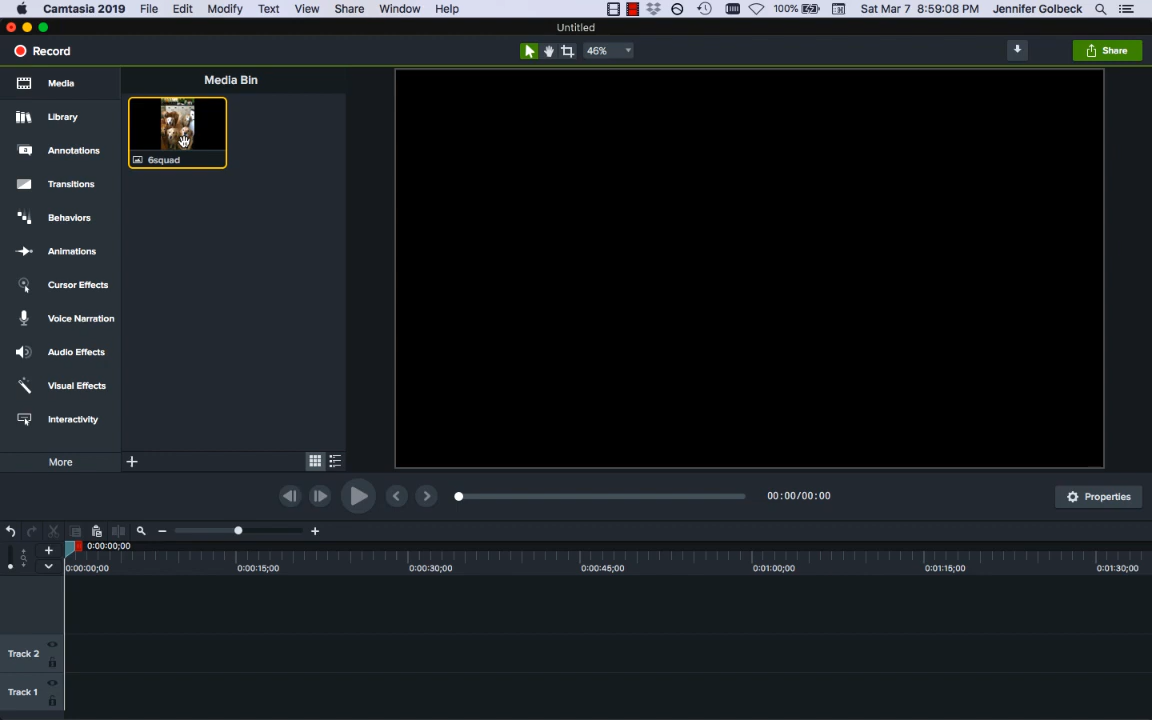 Camtasia 2019 File Edit Modify Text View Share Window Help 100% Sat Mar 7 8:59:08 PM Jennifer Golbeck
Untitled
Record 46% Share
Media Media Bin
Library
6squad
Annotations
Transitions
Behaviors
Animations
Cursor Effects
Voice Narration
Audio Effects
Visual Effects
Interactivity
More
00:00/00:00 Properties
0:00:00;00
0:00:00;00 0:00:15;00 0:00:30;00 0:00:45;00 0:01:00;00 0:01:15;00 0:01:30;00
Track 2
Track 1